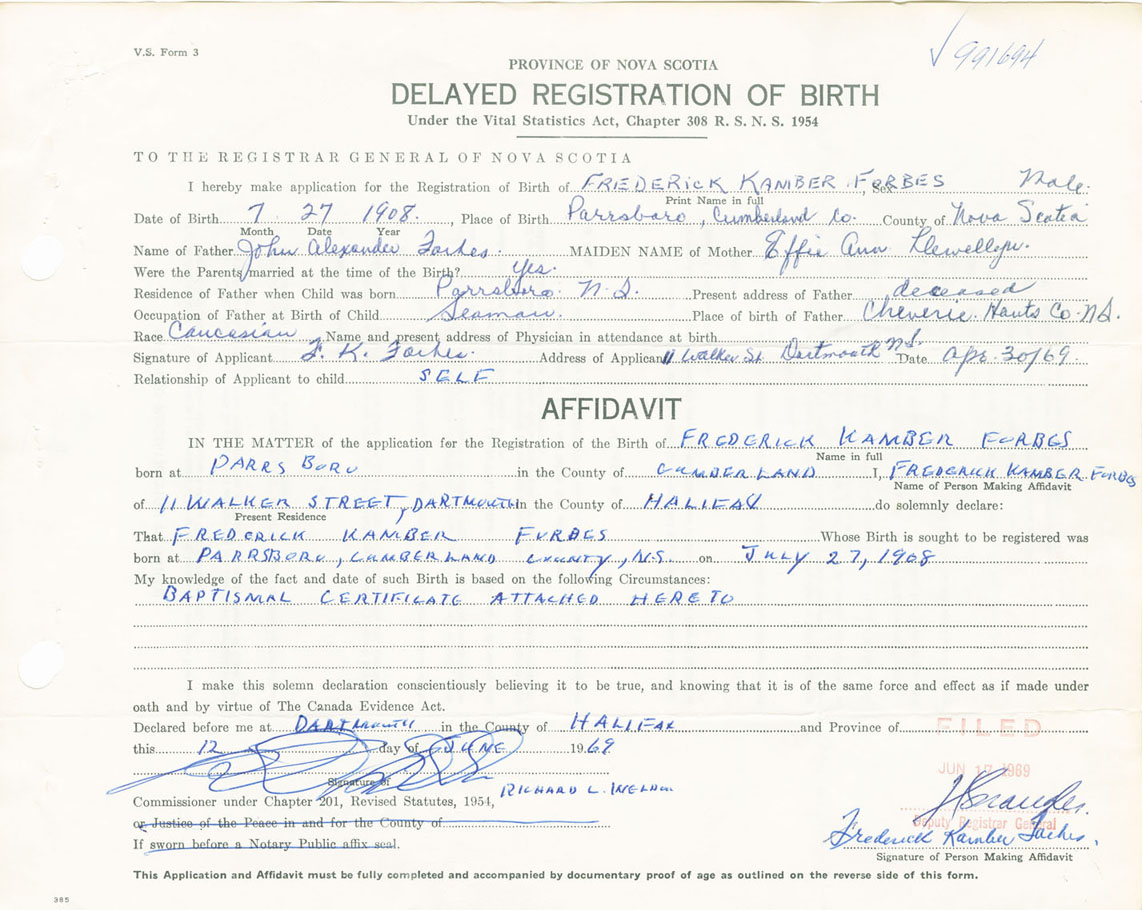 V.S. Form 3
991694
PROVINCE OF NOVA SCOTIA
DELAYED REGISTRATION OF BIRTH
Under the Vital Statistics Act, Chapter 308 R. S. N. S. 1954
TO THE REGISTRAR GENERAL OF NOVA SCOTIA
I hereby make application for the Registration of Birth of FREDERICK KAMBER FORBES, Sex Male.
Print Name in full
Date of Birth 7 27 1908, Place of Birth Parrsboro, Cumberland Co. County of Nova Scotia
Month Date Year
Name of Father John Alexander Forbes. MAIDEN NAME of Mother Effie Ann Llewellyn.
Were the Parents married at the time of the Birth? yes.
Residence of Father when Child was born Parrsboro N.S. Present address of Father deceased
Occupation of Father at Birth of Child Seaman. Place of birth of Father Cheverie Hants Co. N.S.
Race Caucasian Name and present address of Physician in attendance at birth
Signature of Applicant F. K. Forbes. Address of Applicant 11 Walker St Dartmouth N.S. Date Apr. 30/69
Relationship of Applicant to child SELF
AFFIDAVIT
IN THE MATTER of the application for the Registration of the Birth of FREDERICK KAMBER FORBES
Name in full
born at PARRSBORO in the County of CUMBERLAND I, FREDERICK KAMBER FORBES
Name of Person Making Affidavit
of 11 WALKER STREET, DARTMOUTH in the County of HALIFAX do solemnly declare:
Present Residence
That FREDERICK KAMBER FORBES Whose Birth is sought to be registered was
born at PARRSBORO, CUMBERLAND COUNTY, N.S. on JULY 27, 1908
My knowledge of the fact and date of such Birth is based on the following Circumstances:
BAPTISMAL CERTIFICATE ATTACHED HERETO
I make this solemn declaration conscientiously believing it to be true, and knowing that it is of the same force and effect as if made under
oath and by virtue of The Canada Evidence Act.
Declared before me at DARTMOUTH in the County of HALIFAX and Province of
FILED
this 12 day of JUNE 1969
JUN 17 1969
Signature of
RICHARD L. WELDON
Commissioner under Chapter 201, Revised Statutes, 1954,
or Justice of the Peace in and for the County of
Deputy Registrar General
If sworn before a Notary Public affix seal.
Frederick Kamber Forbes.
Signature of Person Making Affidavit
This Application and Affidavit must be fully completed and accompanied by documentary proof of age as outlined on the reverse side of this form.
385